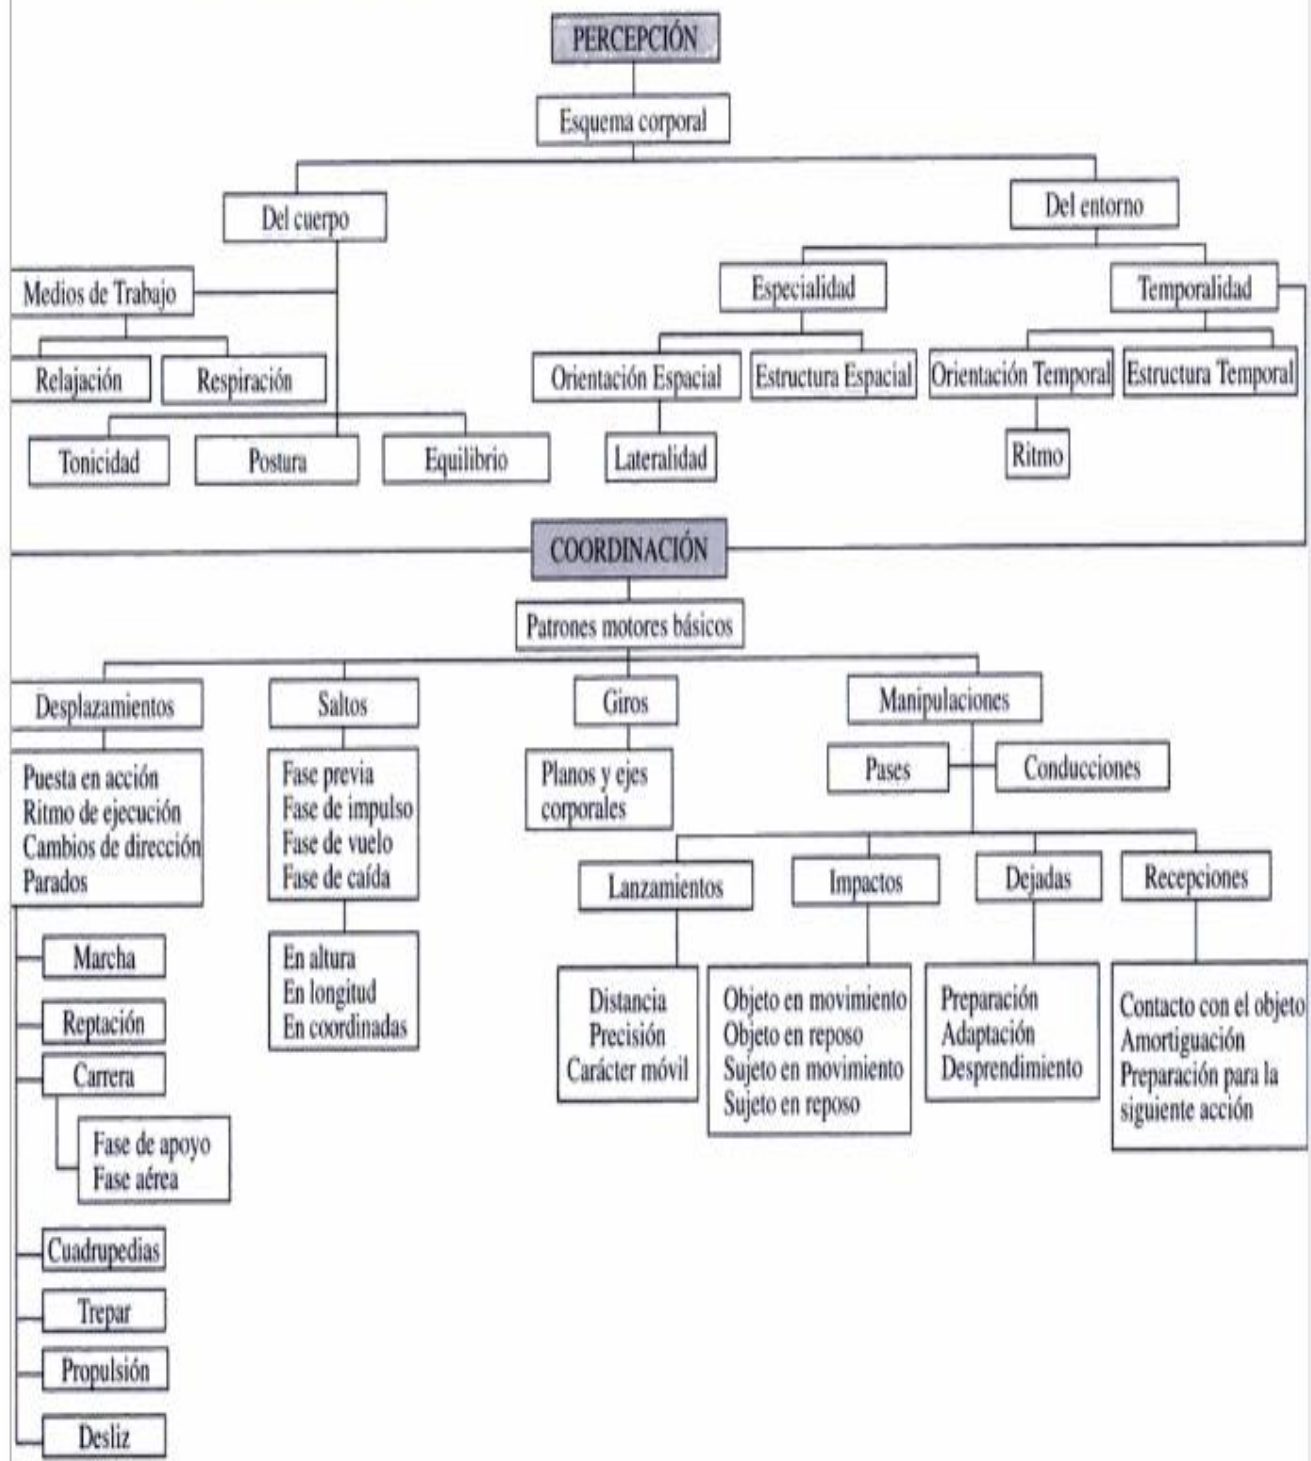 PERCEPCIÓN
Esquema corporal
Del cuerpo
Del entorno
Medios de Trabajo
Especialidad
Temporalidad
Relajación
Respiración
Orientación Espacial
Estructura Espacial
Orientación Temporal
Estructura Temporal
Tonicidad
Postura
Equilibrio
Lateralidad
Ritmo
COORDINACIÓN
Patrones motores básicos
Desplazamientos
Saltos
Giros
Manipulaciones
Puesta en acción
Ritmo de ejecución
Cambios de dirección
Parados
Fase previa
Fase de impulso
Fase de vuelo
Fase de caída
Planos y ejes
corporales
Pases
Conducciones
Lanzamientos
Impactos
Dejadas
Recepciones
Marcha
Reptación
Carrera
Fase de apoyo
Fase aérea
Cuadrupedias
Trepar
Propulsión
Desliz
En altura
En longitud
En coordinadas
Distancia
Precisión
Carácter móvil
Objeto en movimiento
Objeto en reposo
Sujeto en movimiento
Sujeto en reposo
Preparación
Adaptación
Desprendimiento
Contacto con el objeto
Amortiguación
Preparación para la
siguiente acción